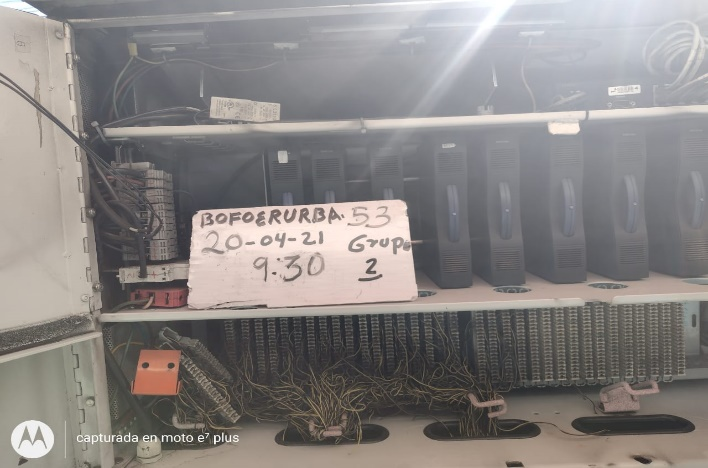 BOFOERURBA. 53
20-04-21 Grupo
9:30 2
capturada en moto e⁷ plus